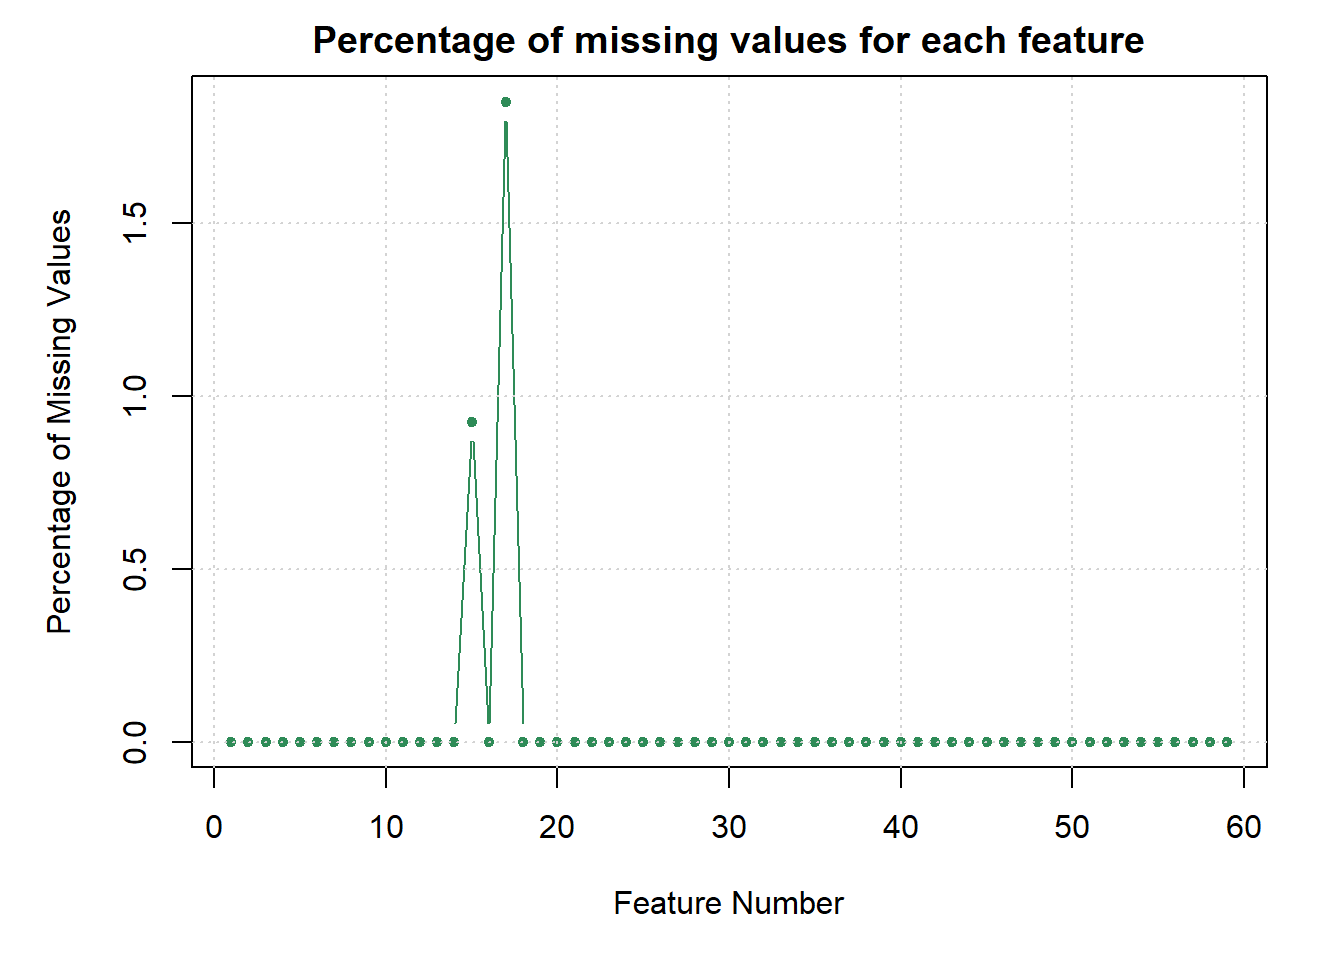 Percentage of missing values for each feature
Percentage of Missing Values
1.5
1.0
0.5
0.0
0 10 20 30 40 50 60
Feature Number